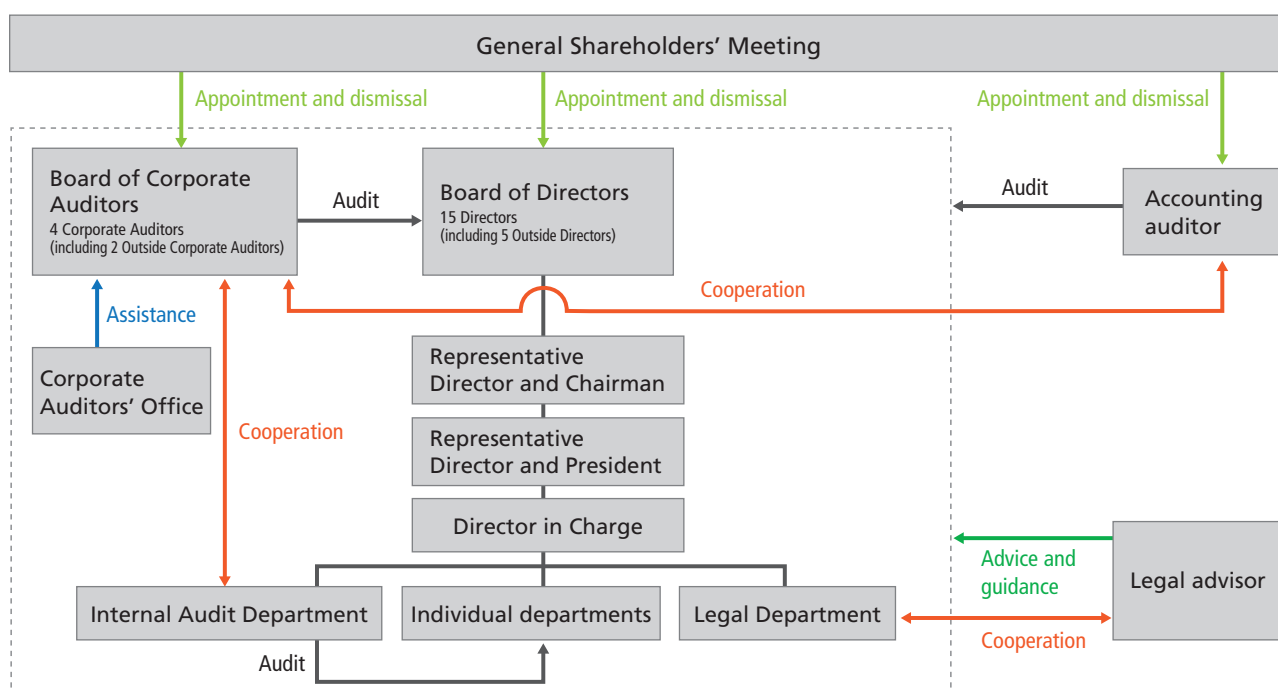 General Shareholders’ Meeting
Appointment and dismissal
Appointment and dismissal
Appointment and dismissal
Board of Corporate
Auditors
4 Corporate Auditors
(including 2 Outside Corporate Auditors)
Audit
Board of Directors
15 Directors
(including 5 Outside Directors)
Audit
Accounting
auditor
Cooperation
Assistance
Corporate
Auditors’ Office
Cooperation
Representative
Director and Chairman
Representative
Director and President
Director in Charge
Internal Audit Department
Individual departments
Legal Department
Audit
Advice and
guidance
Legal advisor
Cooperation